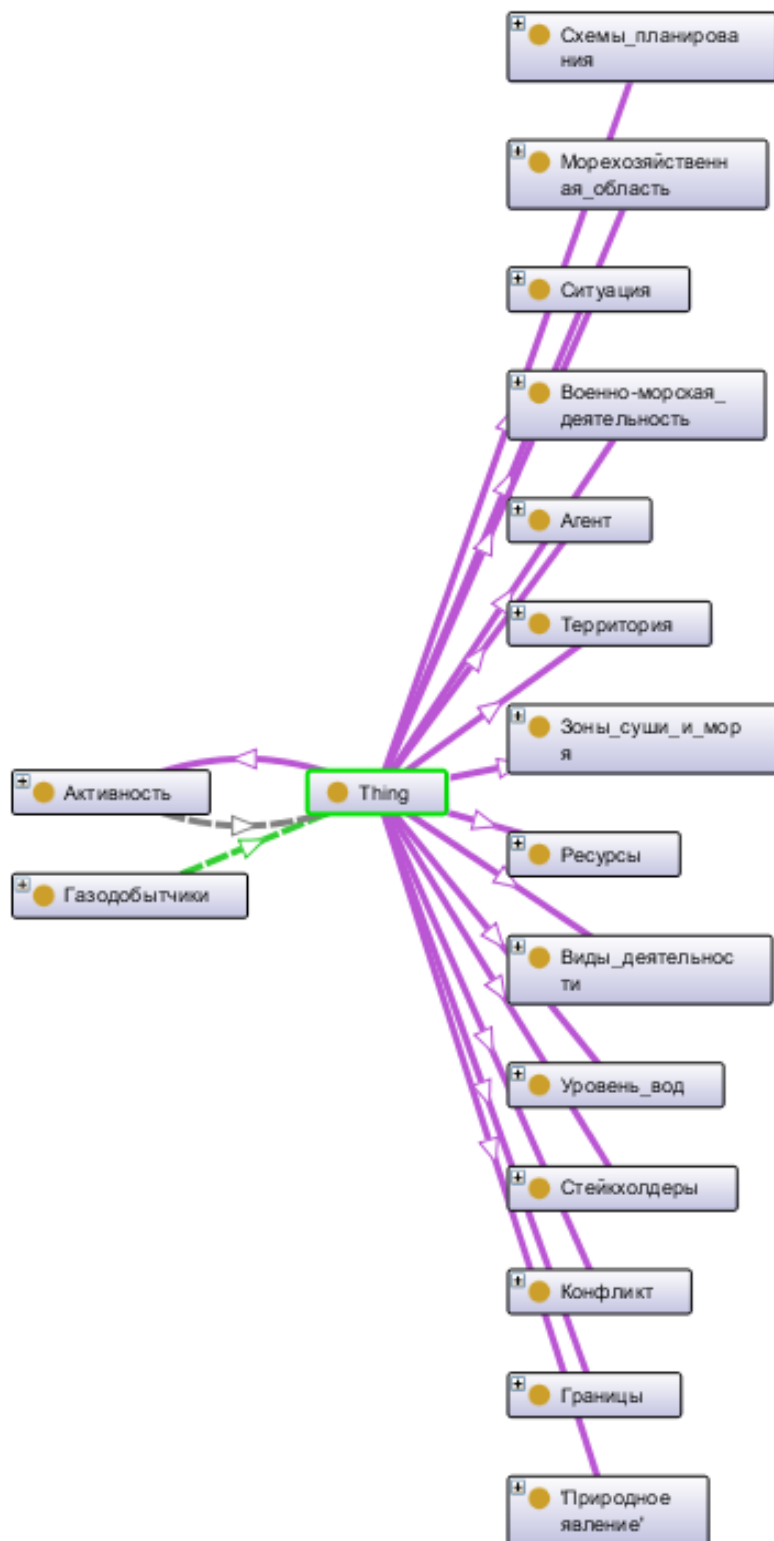 Схемы_планирова
ния
Морехозяйственн
ая_область
Ситуация
Военно-морская_
деятельность
Агент
Территория
Зоны_суши_и_мор
я
Активность
Thing
Ресурсы
Газодобытчики
Виды_деятельнос
ти
Уровень_вод
Стейкхолдеры
Конфликт
Границы
'Природное
явление'